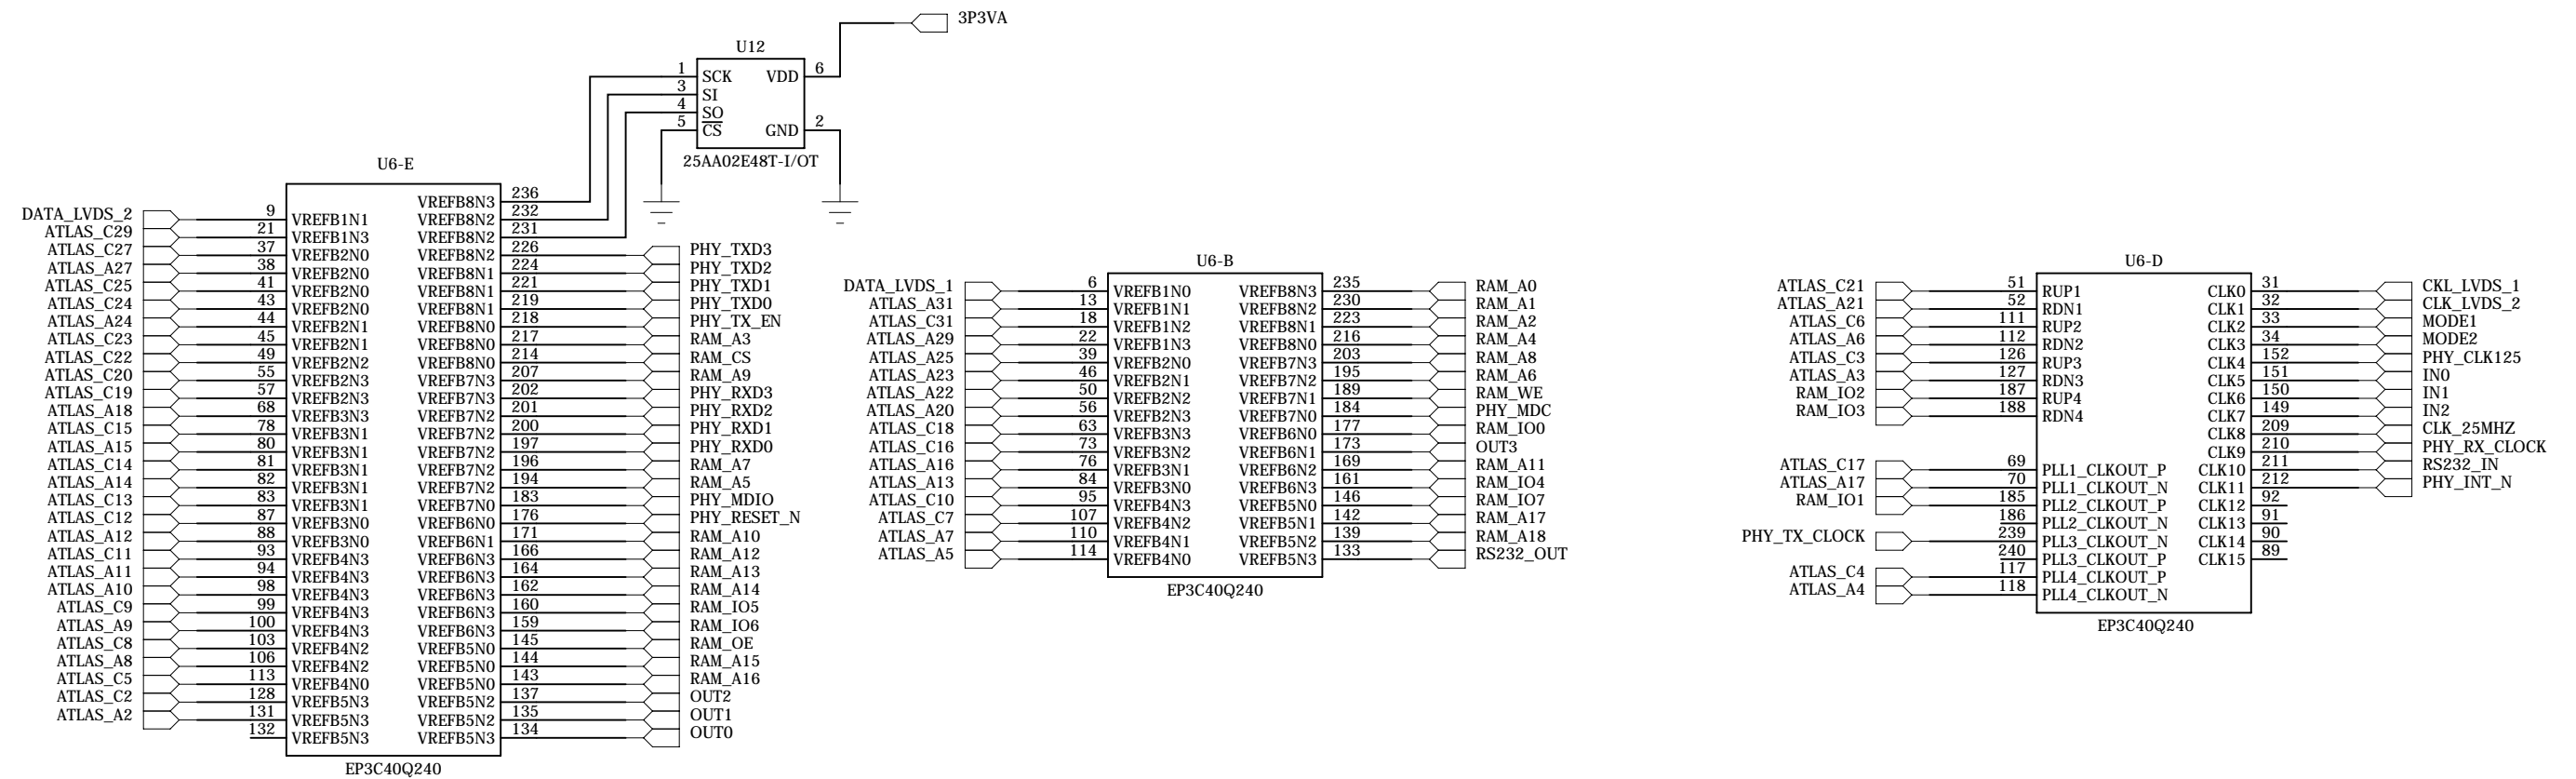 3P3VA
U12
1 SCK VDD 6
3 SI
4 SO
5 CS GND 2
25AA02E48T-I/OT
U6-E
VREFB8N3 236
DATA_LVDS_2 9 VREFB1N1 VREFB8N2 232
ATLAS_C29 21 VREFB1N3 VREFB8N2 231
ATLAS_C27 37 VREFB2N0 VREFB8N2 226 PHY_TXD3
ATLAS_A27 38 VREFB2N0 VREFB8N1 224 PHY_TXD2
ATLAS_C25 41 VREFB2N0 VREFB8N1 221 PHY_TXD1
ATLAS_C24 43 VREFB2N0 VREFB8N1 219 PHY_TXD0
ATLAS_A24 44 VREFB2N1 VREFB8N0 218 PHY_TX_EN
ATLAS_C23 45 VREFB2N1 VREFB8N0 217 RAM_A3
ATLAS_C22 49 VREFB2N2 VREFB8N0 214 RAM_CS
ATLAS_C20 55 VREFB2N3 VREFB7N3 207 RAM_A9
ATLAS_C19 57 VREFB2N3 VREFB7N3 202 PHY_RXD3
ATLAS_A18 68 VREFB3N3 VREFB7N2 201 PHY_RXD2
ATLAS_C15 78 VREFB3N1 VREFB7N2 200 PHY_RXD1
ATLAS_A15 80 VREFB3N1 VREFB7N2 197 PHY_RXD0
ATLAS_C14 81 VREFB3N1 VREFB7N2 196 RAM_A7
ATLAS_A14 82 VREFB3N1 VREFB7N2 194 RAM_A5
ATLAS_C13 83 VREFB3N1 VREFB7N0 183 PHY_MDIO
ATLAS_C12 87 VREFB3N0 VREFB6N0 176 PHY_RESET_N
ATLAS_A12 88 VREFB3N0 VREFB6N1 171 RAM_A10
ATLAS_C11 93 VREFB4N3 VREFB6N3 166 RAM_A12
ATLAS_A11 94 VREFB4N3 VREFB6N3 164 RAM_A13
ATLAS_A10 98 VREFB4N3 VREFB6N3 162 RAM_A14
ATLAS_C9 99 VREFB4N3 VREFB6N3 160 RAM_IO5
ATLAS_A9 100 VREFB4N3 VREFB6N3 159 RAM_IO6
ATLAS_C8 103 VREFB4N2 VREFB5N0 145 RAM_OE
ATLAS_A8 106 VREFB4N2 VREFB5N0 144 RAM_A15
ATLAS_C5 113 VREFB4N0 VREFB5N0 143 RAM_A16
ATLAS_C2 128 VREFB5N3 VREFB5N2 137 OUT2
ATLAS_A2 131 VREFB5N3 VREFB5N2 135 OUT1
132 VREFB5N3 VREFB5N3 134 OUT0
EP3C40Q240
U6-B
DATA_LVDS_1 6 VREFB1N0 VREFB8N3 235 RAM_A0
ATLAS_A31 13 VREFB1N1 VREFB8N2 230 RAM_A1
ATLAS_C31 18 VREFB1N2 VREFB8N1 223 RAM_A2
ATLAS_A29 22 VREFB1N3 VREFB8N0 216 RAM_A4
ATLAS_A25 39 VREFB2N0 VREFB7N3 203 RAM_A8
ATLAS_A23 46 VREFB2N1 VREFB7N2 195 RAM_A6
ATLAS_A22 50 VREFB2N2 VREFB7N1 189 RAM_WE
ATLAS_A20 56 VREFB2N3 VREFB7N0 184 PHY_MDC
ATLAS_C18 63 VREFB3N3 VREFB6N0 177 RAM_IO0
ATLAS_C16 73 VREFB3N2 VREFB6N1 173 OUT3
ATLAS_A16 76 VREFB3N1 VREFB6N2 169 RAM_A11
ATLAS_A13 84 VREFB3N0 VREFB6N3 161 RAM_IO4
ATLAS_C10 95 VREFB4N3 VREFB5N0 146 RAM_IO7
ATLAS_C7 107 VREFB4N2 VREFB5N1 142 RAM_A17
ATLAS_A7 110 VREFB4N1 VREFB5N2 139 RAM_A18
ATLAS_A5 114 VREFB4N0 VREFB5N3 133 RS232_OUT
EP3C40Q240
U6-D
ATLAS_C21 51 RUP1 CLK0 31 CKL_LVDS_1
ATLAS_A21 52 RDN1 CLK1 32 CLK_LVDS_2
ATLAS_C6 111 RUP2 CLK2 33 MODE1
ATLAS_A6 112 RDN2 CLK3 34 MODE2
ATLAS_C3 126 RUP3 CLK4 152 PHY_CLK125
ATLAS_A3 127 RDN3 CLK5 151 IN0
RAM_IO2 187 RUP4 CLK6 150 IN1
RAM_IO3 188 RDN4 CLK7 149 IN2
CLK8 209 CLK_25MHZ
CLK9 210 PHY_RX_CLOCK
ATLAS_C17 69 PLL1_CLKOUT_P CLK10 211 RS232_IN
ATLAS_A17 70 PLL1_CLKOUT_N CLK11 212 PHY_INT_N
RAM_IO1 185 PLL2_CLKOUT_P CLK12 92
186 PLL2_CLKOUT_N CLK13 91
PHY_TX_CLOCK 239 PLL3_CLKOUT_N CLK14 90
240 PLL3_CLKOUT_P CLK15 89
ATLAS_C4 117 PLL4_CLKOUT_P
ATLAS_A4 118 PLL4_CLKOUT_N
EP3C40Q240